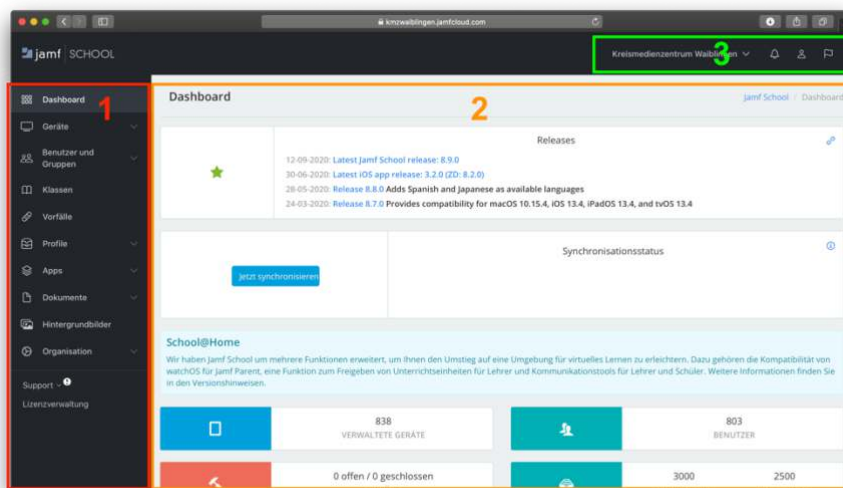 kmzwaiblingen.jamfcloud.com
jamf SCHOOL
Kreismedienzentrum Waiblingen
3
1
Dashboard
Geräte
Benutzer und
Gruppen
Klassen
Vorfälle
Profile
Apps
Dokumente
Hintergrundbilder
Organisation
Support
Lizenzverwaltung
2
Dashboard
Jamf School / Dashboard
Releases
12-09-2020: Latest Jamf School release: 8.9.0
30-06-2020: Latest iOS app release: 3.2.0 (ZD: 8.2.0)
28-05-2020: Release 8.8.0 Adds Spanish and Japanese as available languages
24-03-2020: Release 8.7.0 Provides compatibility for macOS 10.15.4, iOS 13.4, iPadOS 13.4, and tvOS 13.4
Jetzt synchronisieren
Synchronisationsstatus
School@Home
Wir haben Jamf School um mehrere Funktionen erweitert, um Ihnen den Umstieg auf eine Umgebung für virtuelles Lernen zu erleichtern. Dazu gehören die Kompatibilität von
watchOS für Jamf Parent, eine Funktion zum Freigeben von Unterrichtseinheiten für Lehrer und Kommunikationstools für Lehrer und Schüler. Weitere Informationen finden Sie
in den Versionshinweisen.
838
VERWALTETE GERÄTE
803
BENUTZER
0 offen / 0 geschlossen
3000 2500